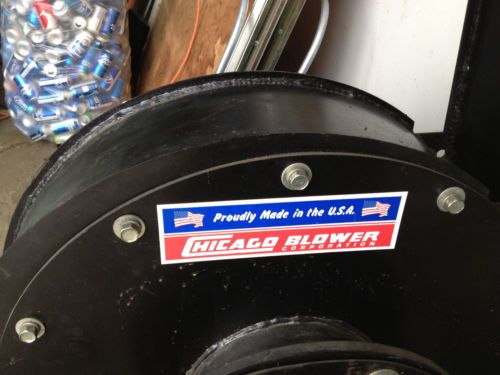 Proudly Made in the U.S.A.
CHICAGO BLOWER
CORPORATION